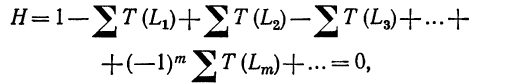 H = 1 − ∑ T (L₁) + ∑ T (L₂) − ∑ T (L₃) + ... +
+ (−1)ᵐ ∑ T (Lₘ) + ... = 0,